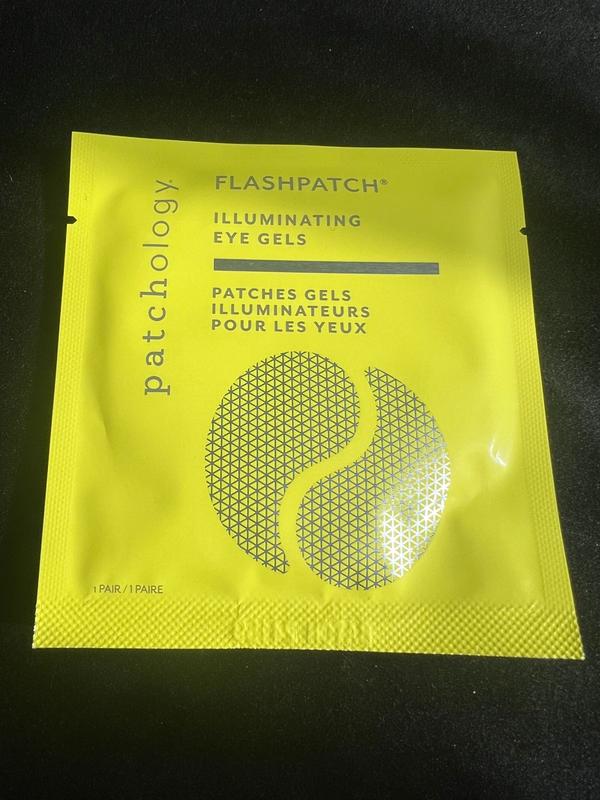 patchology®
FLASHPATCH®
ILLUMINATING
EYE GELS
PATCHES GELS
ILLUMINATEURS
POUR LES YEUX
1 PAIR / 1 PAIRE